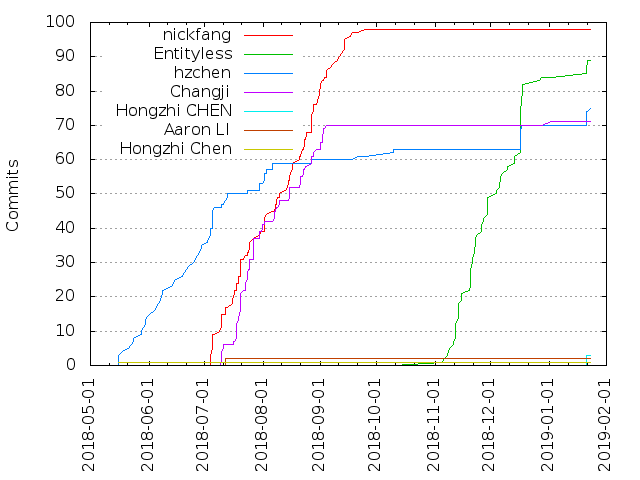 100
90
80
70
60
50
40
30
20
10
0
Commits
nickfang
Entityless
hzchen
Changji
Hongzhi CHEN
Aaron LI
Hongzhi Chen
2018-05-01
2018-06-01
2018-07-01
2018-08-01
2018-09-01
2018-10-01
2018-11-01
2018-12-01
2019-01-01
2019-02-01